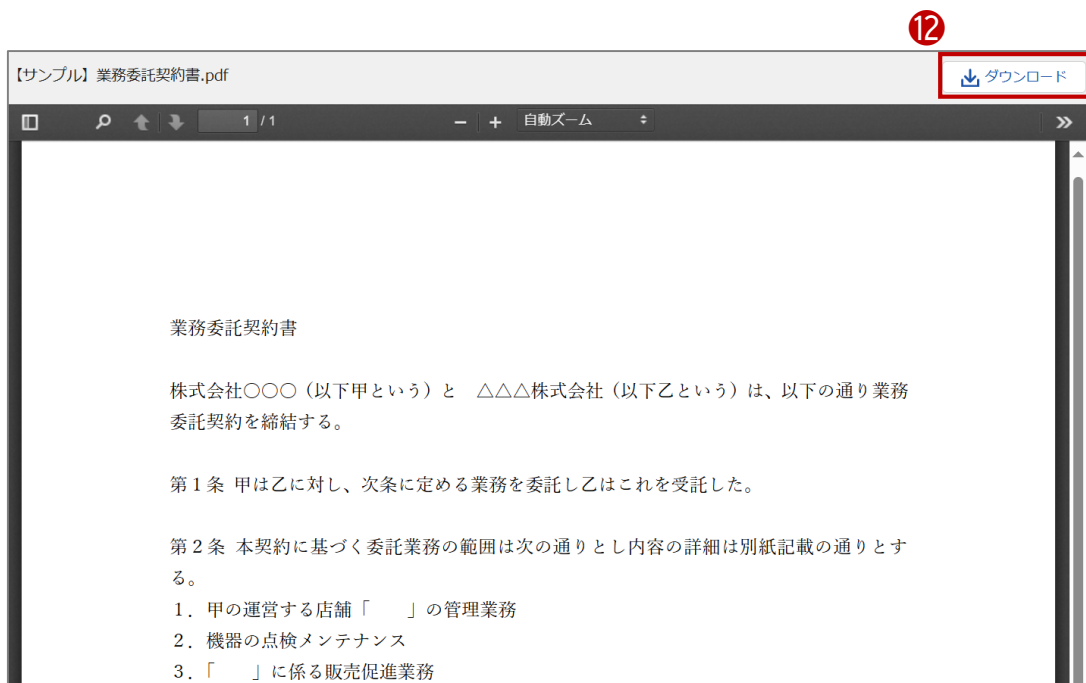 12
【サンプル】業務委託契約書.pdf
ダウンロード
1 / 1
自動ズーム
業務委託契約書
株式会社〇〇〇（以下甲という）と　△△△株式会社（以下乙という）は、以下の通り業務
委託契約を締結する。
第１条 甲は乙に対し、次条に定める業務を委託し乙はこれを受託した。
第２条 本契約に基づく委託業務の範囲は次の通りとし内容の詳細は別紙記載の通りとす
る。
１．甲の運営する店舗「　　」の管理業務
２．機器の点検メンテナンス
３．「　　」に係る販売促進業務